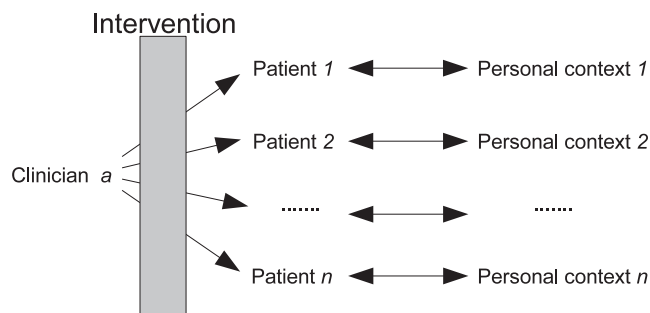 Intervention
Patient 1 Personal context 1
Patient 2 Personal context 2
Clinician a
....... .......
Patient n Personal context n